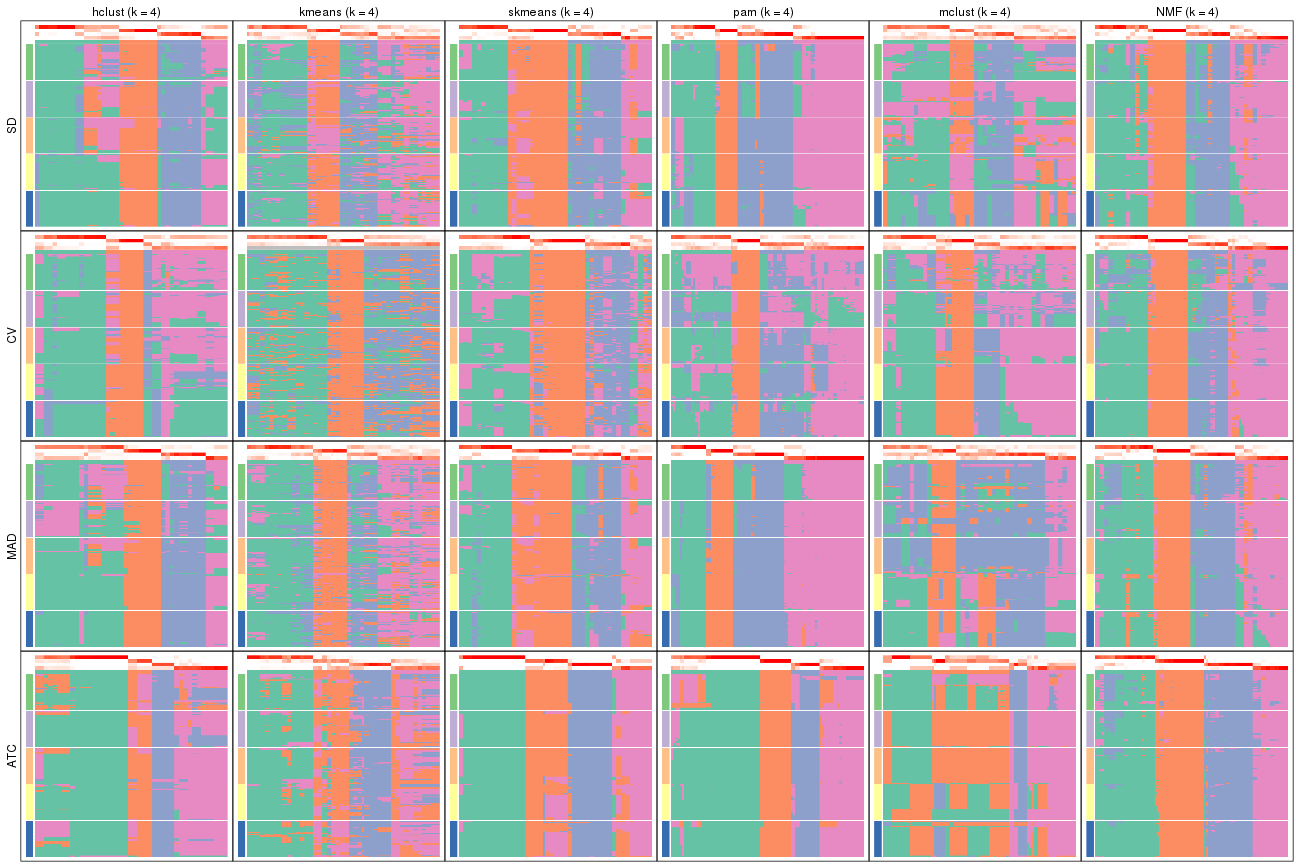 hclust (k = 4) kmeans (k = 4) skmeans (k = 4) pam (k = 4) mclust (k = 4) NMF (k = 4)
SD
CV
MAD
ATC